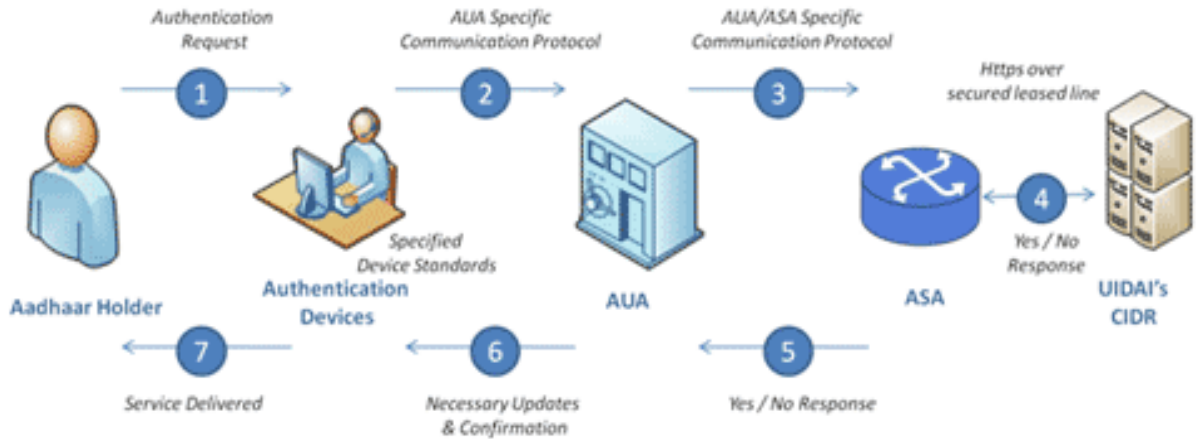 Authentication
Request
1
AUA Specific
Communication Protocol
2
AUA/ASA Specific
Communication Protocol
3
Https over
secured leased line
4
Yes / No
Response
Specified
Device Standards
Aadhaar Holder
Authentication
Devices
AUA
ASA
UIDAI's
CIDR
7
Service Delivered
6
Necessary Updates
& Confirmation
5
Yes / No Response